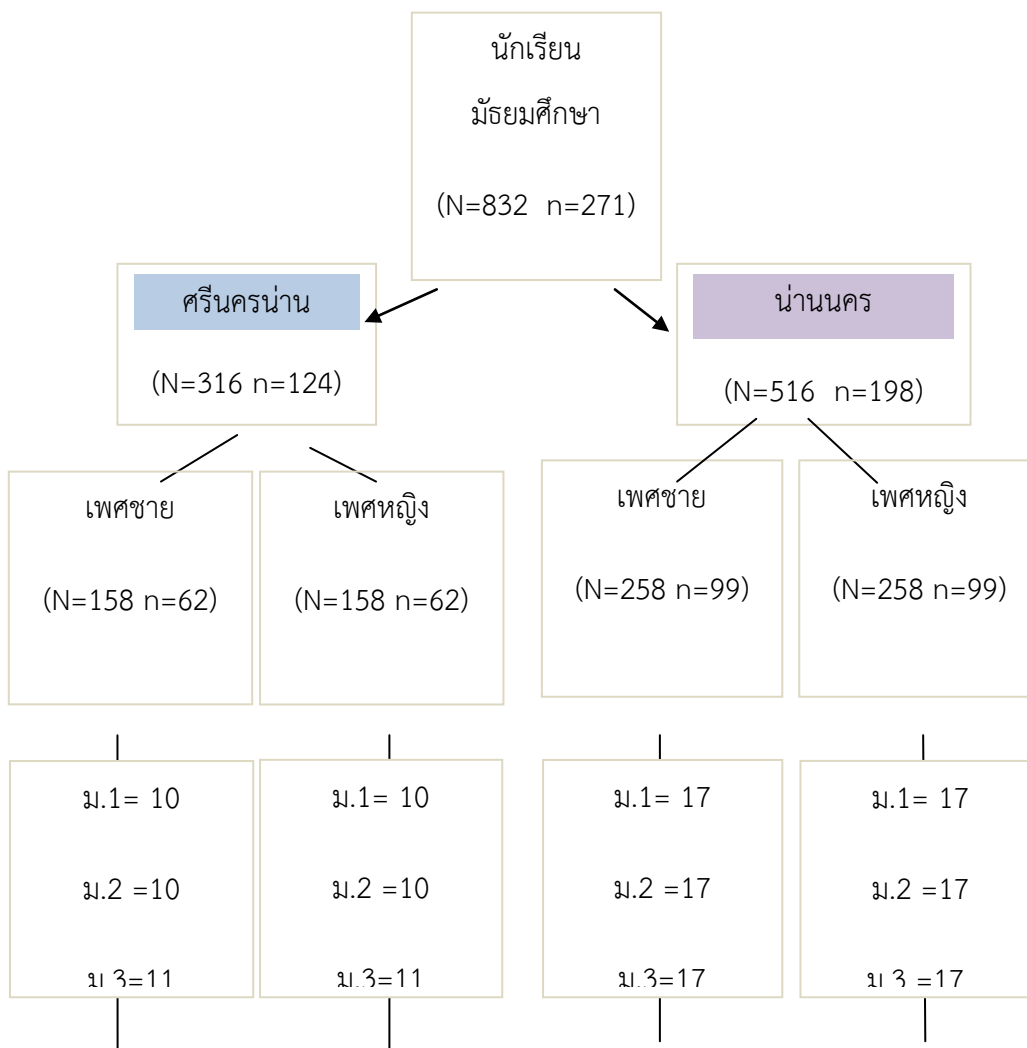 นักเรียน
มัธยมศึกษา
(N=832 n=271)
ศรีนครน่าน
(N=316 n=124)
น่านนคร
(N=516 n=198)
เพศชาย
(N=158 n=62)
เพศหญิง
(N=158 n=62)
เพศชาย
(N=258 n=99)
เพศหญิง
(N=258 n=99)
ม.1= 10
ม.2 =10
ม.3=11
ม.1= 10
ม.2 =10
ม.3=11
ม.1= 17
ม.2 =17
ม.3=17
ม.1= 17
ม.2 =17
ม.3 =17